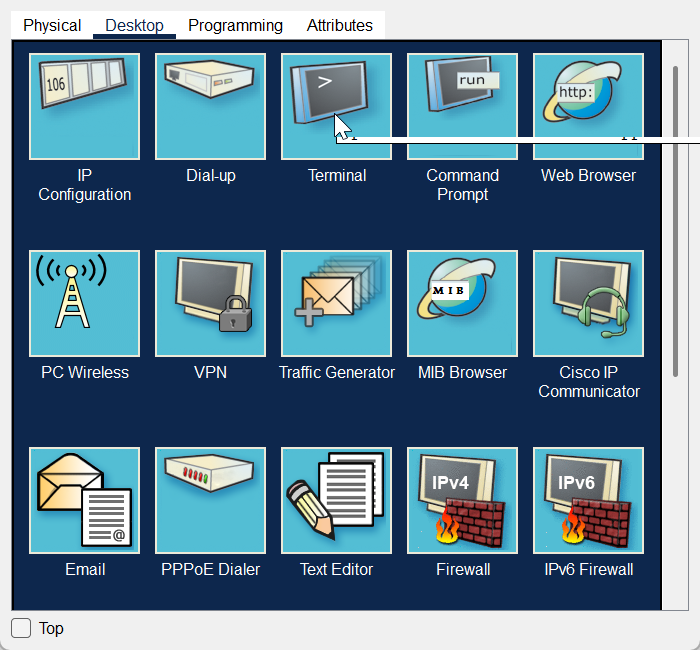 Physical Desktop Programming Attributes
106
>
run
http:
IP
Configuration
Dial-up
Terminal
Command
Prompt
Web Browser
MIB
PC Wireless
VPN
Traffic Generator
MIB Browser
Cisco IP
Communicator
@
IPv4
IPv6
Email
PPPoE Dialer
Text Editor
Firewall
IPv6 Firewall
Top